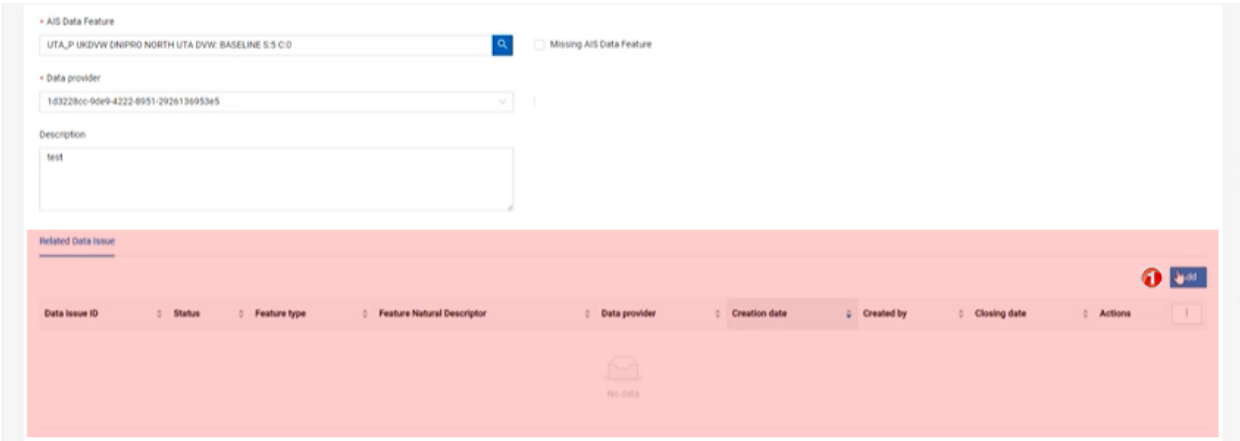 * AIS Data Feature
UTA_P UKDVW DNIPRO NORTH UTA DVW: BASELINE S:5 C:0
Missing AIS Data Feature
* Data provider
1d3228cc-9de9-4222-8951-2926136953e5
Description
test
Related Data Issue
1 dd
Data issue ID Status Feature type Feature Natural Descriptor Data provider Creation date Created by Closing date Actions
No data